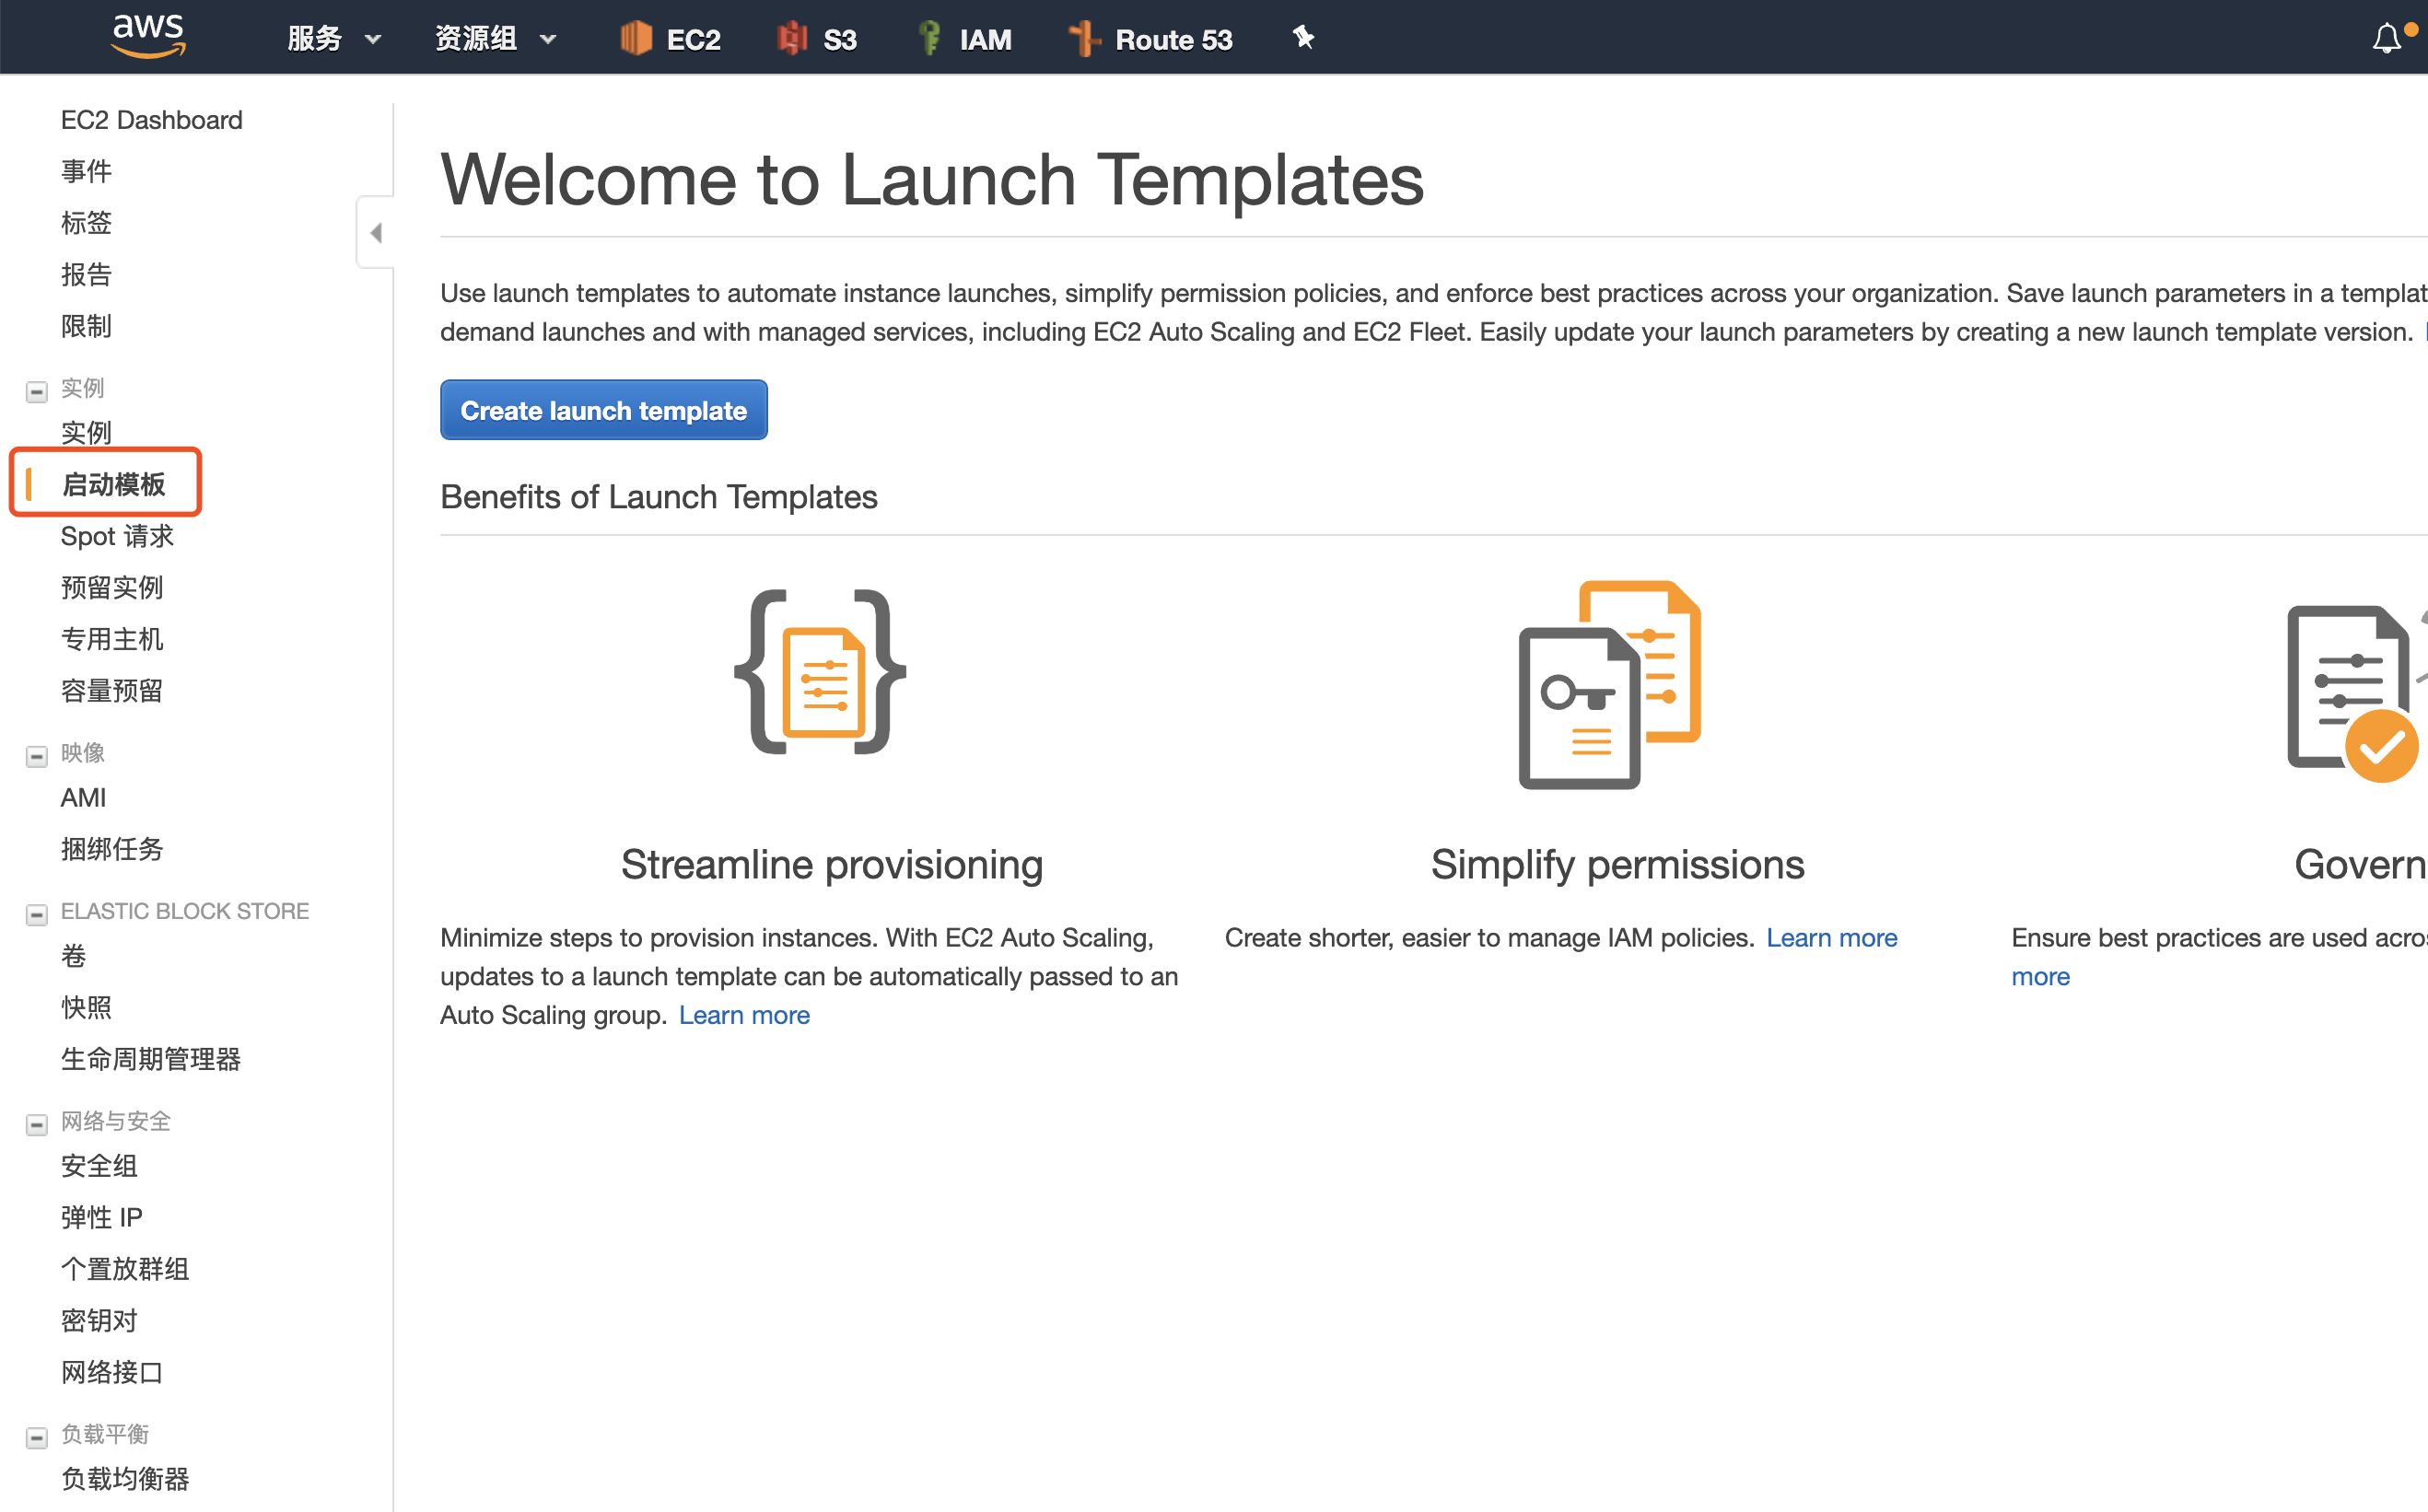 aws
服务
资源组
EC2
S3
IAM
Route 53
EC2 Dashboard
事件
标签
报告
限制
实例
实例
启动模板
Spot 请求
预留实例
专用主机
容量预留
映像
AMI
捆绑任务
ELASTIC BLOCK STORE
卷
快照
生命周期管理器
网络与安全
安全组
弹性 IP
个置放群组
密钥对
网络接口
负载平衡
负载均衡器
Welcome to Launch Templates
Use launch templates to automate instance launches, simplify permission policies, and enforce best practices across your organization. Save launch parameters in a templat
demand launches and with managed services, including EC2 Auto Scaling and EC2 Fleet. Easily update your launch parameters by creating a new launch template version.
Create launch template
Benefits of Launch Templates
Streamline provisioning
Minimize steps to provision instances. With EC2 Auto Scaling,
updates to a launch template can be automatically passed to an
Auto Scaling group. Learn more
Simplify permissions
Create shorter, easier to manage IAM policies. Learn more
Govern
Ensure best practices are used acros
more